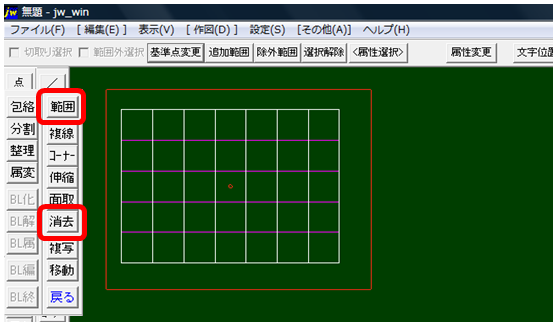 jw 無題 - jw_win
ファイル(F) [ 編集(E) ] 表示(V) [ 作図(D) ] 設定(S) [その他(A)] ヘルプ(H)
切取り選択 範囲外選択 基準点変更 追加範囲 除外範囲 選択解除 <属性選択> 属性変更 文字位置
点 /
包絡 範囲
分割 複線
整理 コーナー
属変 伸縮
BL化 面取
BL解 消去
BL属 複写
BL編 移動
BL終 戻る